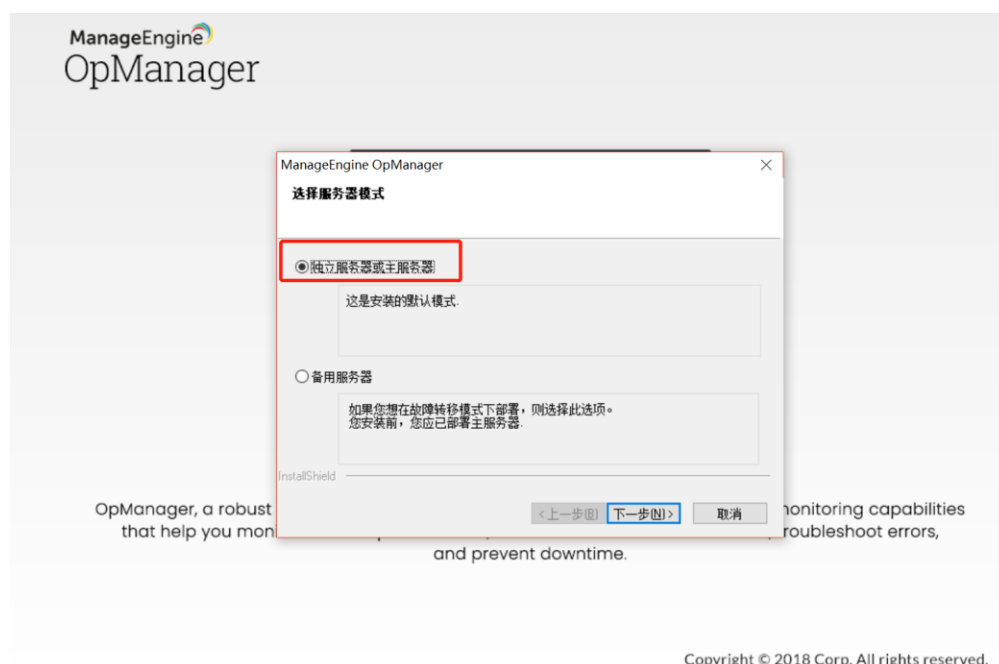 ManageEngine
OpManager
ManageEngine OpManager
选择服务器模式
独立服务器或主服务器
这是安装的默认模式.
备用服务器
如果您想在故障转移模式下部署，则选择此选项。
您安装前，您应已部署主服务器.
InstallShield
<上一步(B) 下一步(N)> 取消
OpManager, a robust
monitoring capabilities
that help you
troubleshoot errors,
and prevent downtime.
Copyright © 2018 Corp. All rights reserved.